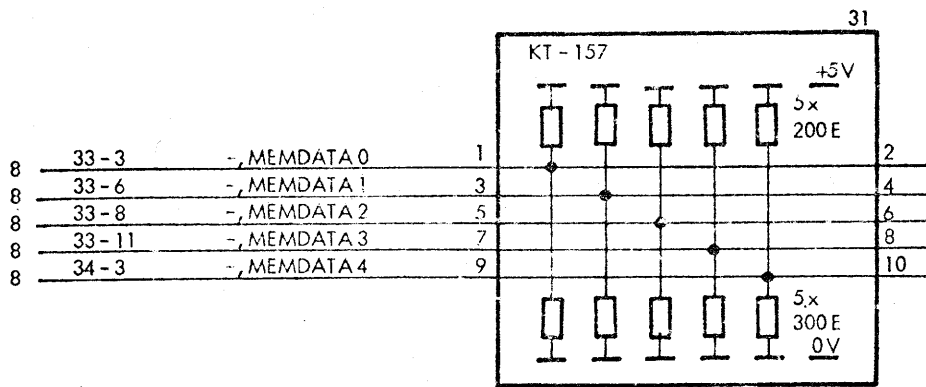 31
KT - 157
+5V
5x
200E
8 33-3 -, MEMDATA 0 1 2
8 33-6 -, MEMDATA 1 3 4
8 33-8 -, MEMDATA 2 5 6
8 33-11 -, MEMDATA 3 7 8
8 34-3 -, MEMDATA 4 9 10
5x
300E
0V